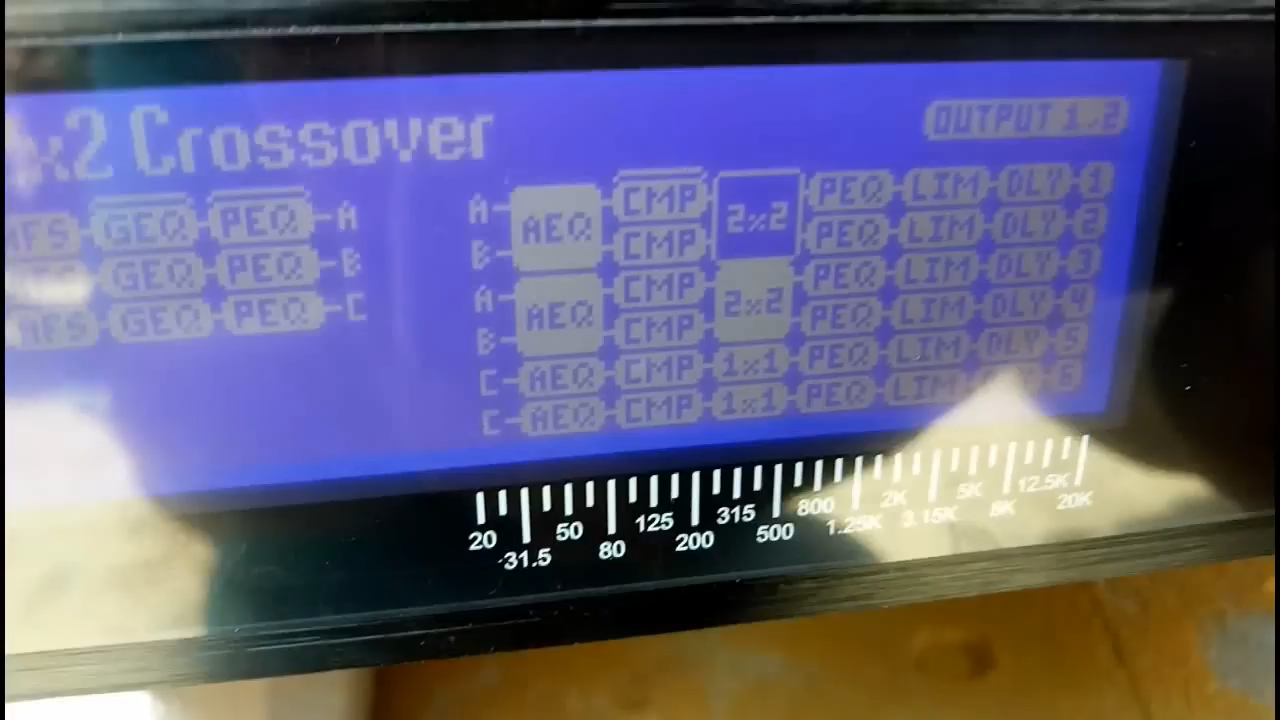 x2 Crossover
OUTPUT 1.2
AFS GEQ PEQ A
GEQ PEQ B
AFS GEQ PEQ C
A AEQ CMP 2x2 PEQ LIM DLY 1
B CMP PEQ LIM DLY 2
A AEQ CMP 2x2 PEQ LIM DLY 3
B CMP PEQ LIM DLY 4
C AEQ CMP 1x1 PEQ LIM DLY 5
C AEQ CMP 1x1 PEQ LIM
20 50 125 315 800 2K 5K 12.5K
31.5 80 200 500 1.25K 3.15K 8K 20K